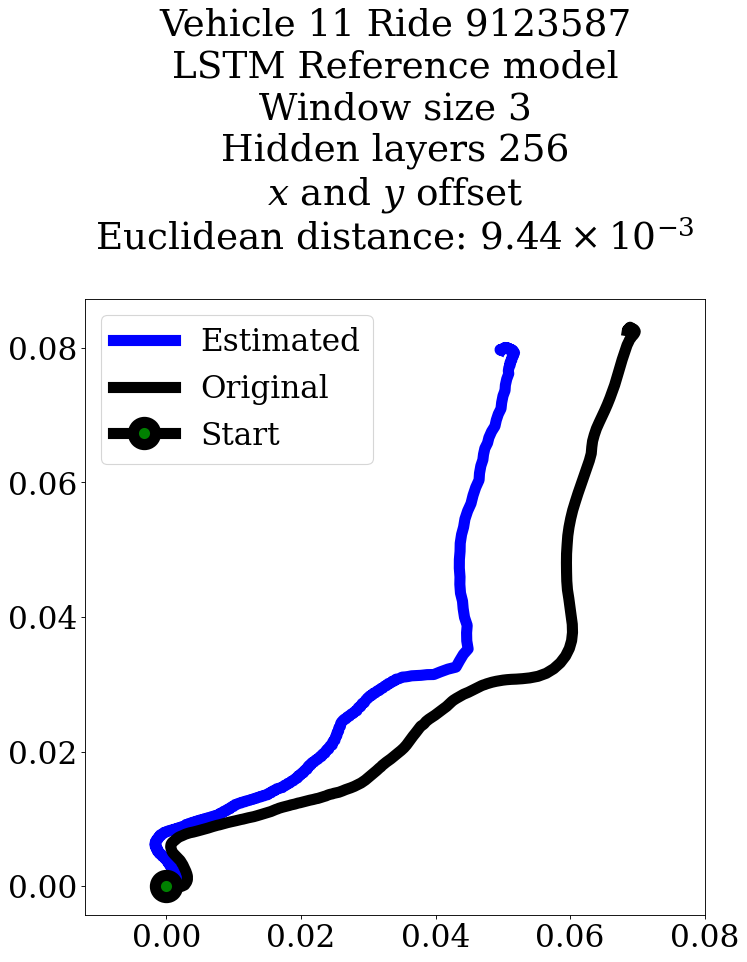 Vehicle 11 Ride 9123587
LSTM Reference model
Window size 3
Hidden layers 256
x and y offset
Euclidean distance: 9.44 × 10⁻³
Estimated
Original
Start
0.08
0.06
0.04
0.02
0.00
0.00 0.02 0.04 0.06 0.08